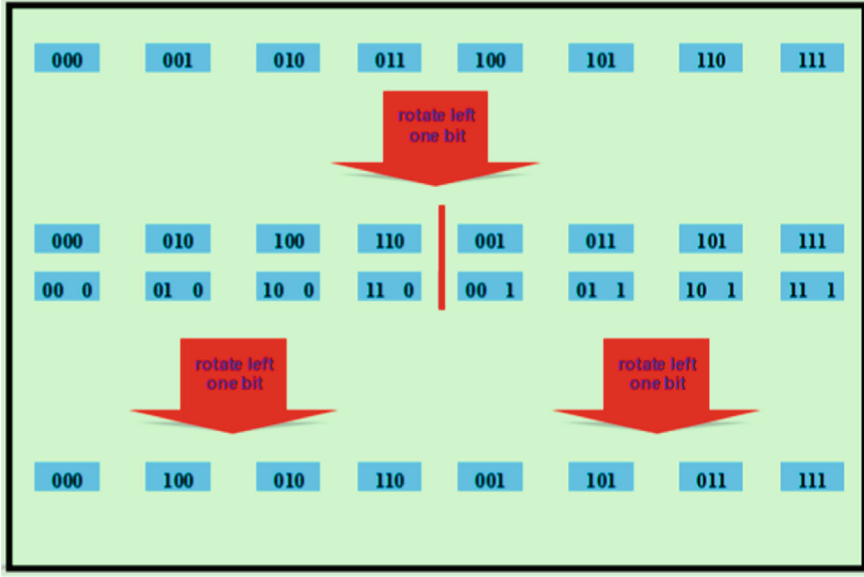 000 001 010 011 100 101 110 111
rotate left
one bit
000 010 100 110 001 011 101 111
00 0 01 0 10 0 11 0 00 1 01 1 10 1 11 1
rotate left rotate left
one bit one bit
000 100 010 110 001 101 011 111